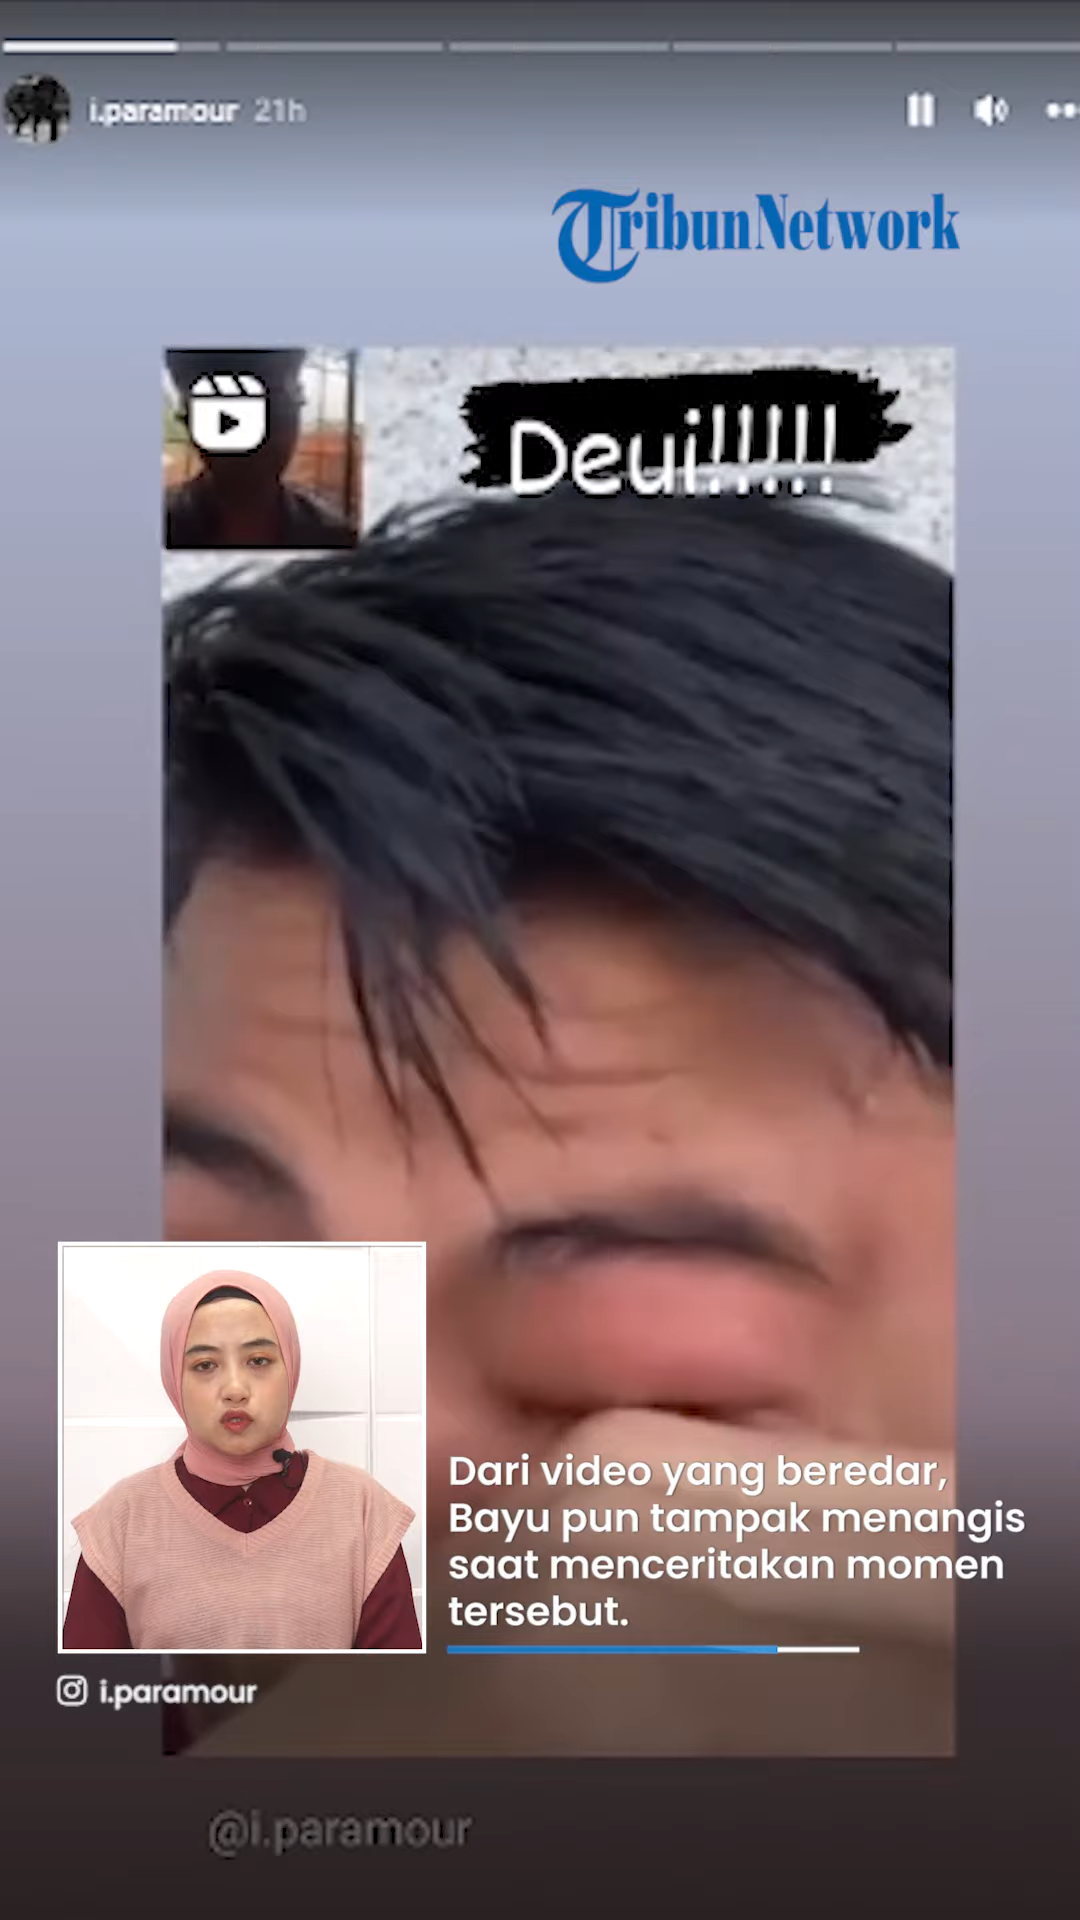 i.paramour 21h
TribunNetwork
Deui!!!!!
Dari video yang beredar,
Bayu pun tampak menangis
saat menceritakan momen
tersebut.
i.paramour
@i.paramour